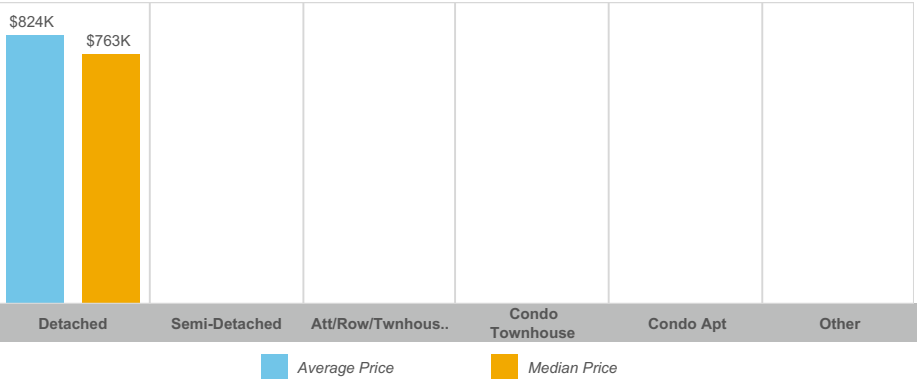 $824K
$763K
Detached
Semi-Detached
Att/Row/Twnhous..
Condo
Townhouse
Condo Apt
Other
Average Price
Median Price